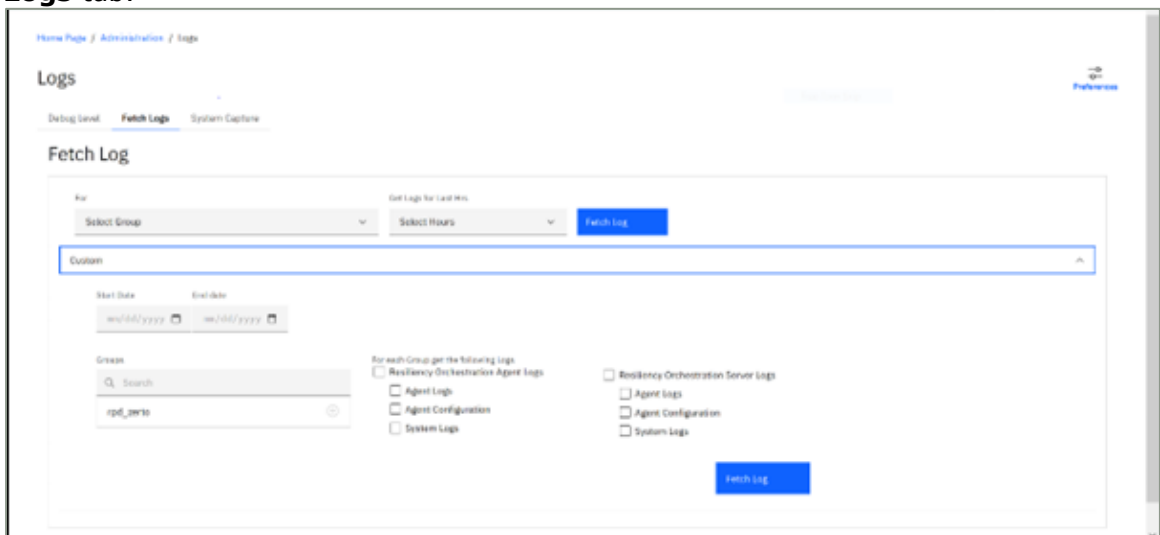 Logs tab.
Home Page / Administration / Logs
Logs
Preferences
Debug Level Fetch Logs System Capture
Fetch Log
For
Get Logs for Last Hrs
Select Group
Select Hours
Fetch Log
Custom
Start Date
End date
mm/dd/yyyy
mm/dd/yyyy
Groups
Search
rpd_zerto
For each Group get the following Logs
Resiliency Orchestration Agent Logs
Agent Logs
Agent Configuration
System Logs
Resiliency Orchestration Server Logs
Agent Logs
Agent Configuration
System Logs
Fetch Log